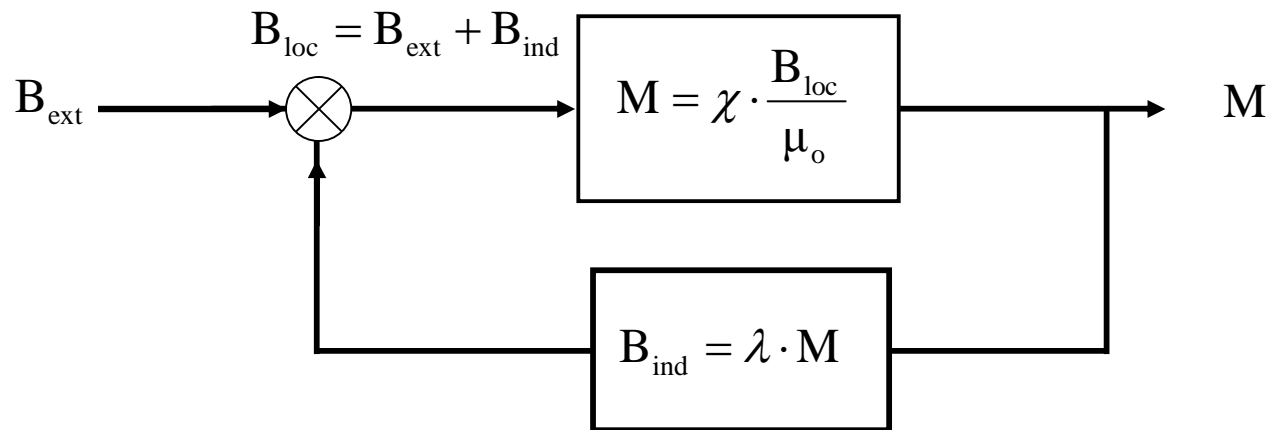 B_loc = B_ext + B_ind
B_ext
M = χ · B_loc / μ_o
M
B_ind = λ · M